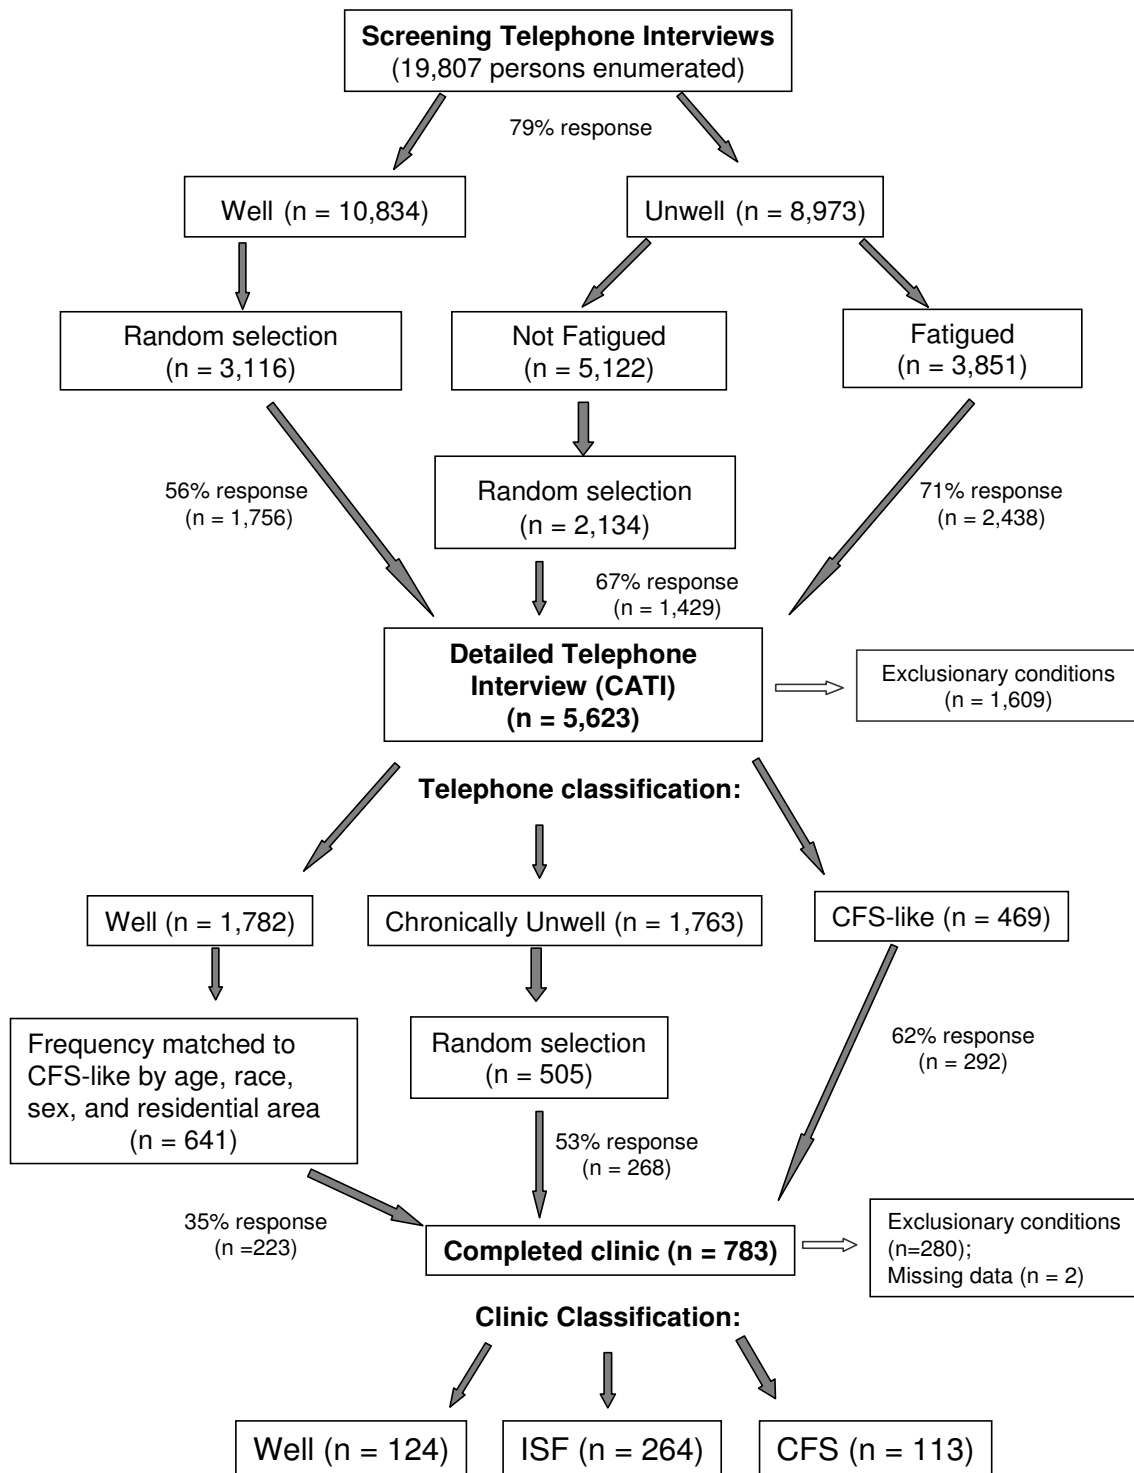 Screening Telephone Interviews
(19,807 persons enumerated)
79% response
Well (n = 10,834)
Unwell (n = 8,973)
Random selection
(n = 3,116)
Not Fatigued
(n = 5,122)
Fatigued
(n = 3,851)
56% response
(n = 1,756)
Random selection
(n = 2,134)
71% response
(n = 2,438)
67% response
(n = 1,429)
Detailed Telephone
Interview (CATI)
(n = 5,623)
Exclusionary conditions
(n = 1,609)
Telephone classification:
Well (n = 1,782)
Chronically Unwell (n = 1,763)
CFS-like (n = 469)
Frequency matched to
CFS-like by age, race,
sex, and residential area
(n = 641)
Random selection
(n = 505)
62% response
(n = 292)
53% response
(n = 268)
35% response
(n =223)
Completed clinic (n = 783)
Exclusionary conditions
(n=280);
Missing data (n = 2)
Clinic Classification:
Well (n = 124)
ISF (n = 264)
CFS (n = 113)